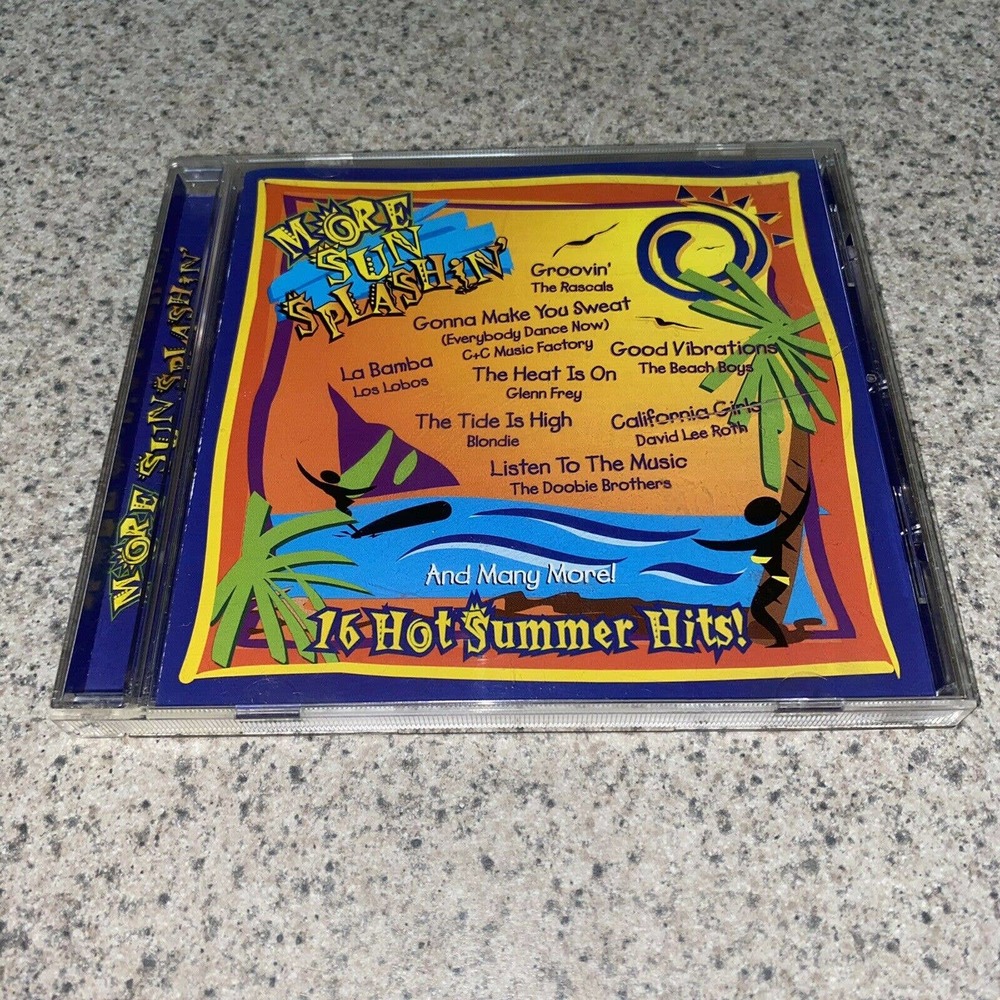 MORE SUN SPLASHiN'
MORE
SUN
SPLASHiN'
Groovin'
The Rascals
Gonna Make You Sweat
(Everybody Dance Now)
C+C Music Factory
Good Vibrations
The Beach Boys
La Bamba
Los Lobos
The Heat Is On
Glenn Frey
The Tide Is High
Blondie
California Girls
David Lee Roth
Listen To The Music
The Doobie Brothers
And Many More!
16 Hot Summer Hits!